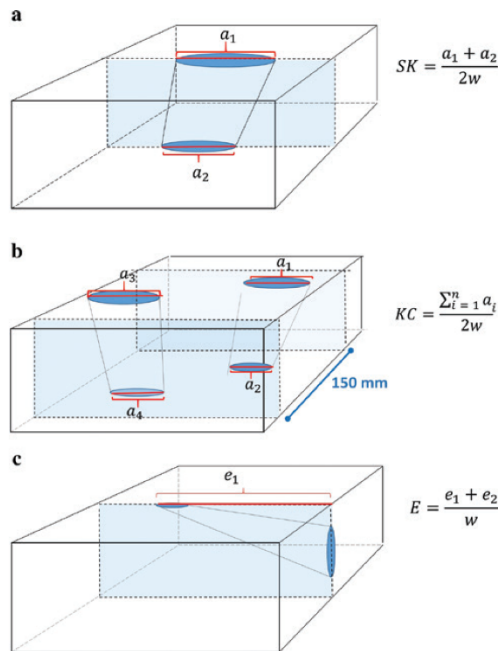 a
a₁
a₂
SK = (a₁ + a₂) / 2w
b
a₃
a₁
a₂
a₄
150 mm
KC = ∑ⁿᵢ ₌ ₁ aᵢ / 2w
c
e₁
E = (e₁ + e₂) / w